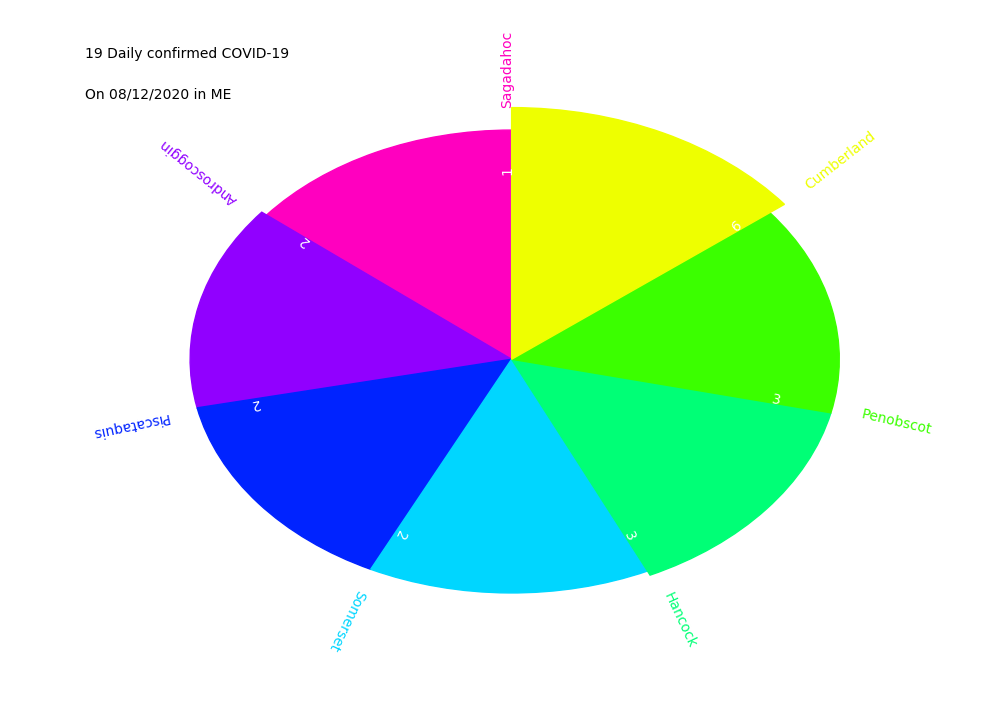 19 Daily confirmed COVID-19
On 08/12/2020 in ME
Sagadahoc
1
Cumberland
6
Penobscot
3
Hancock
3
Somerset
2
Piscataquis
2
Androscoggin
2